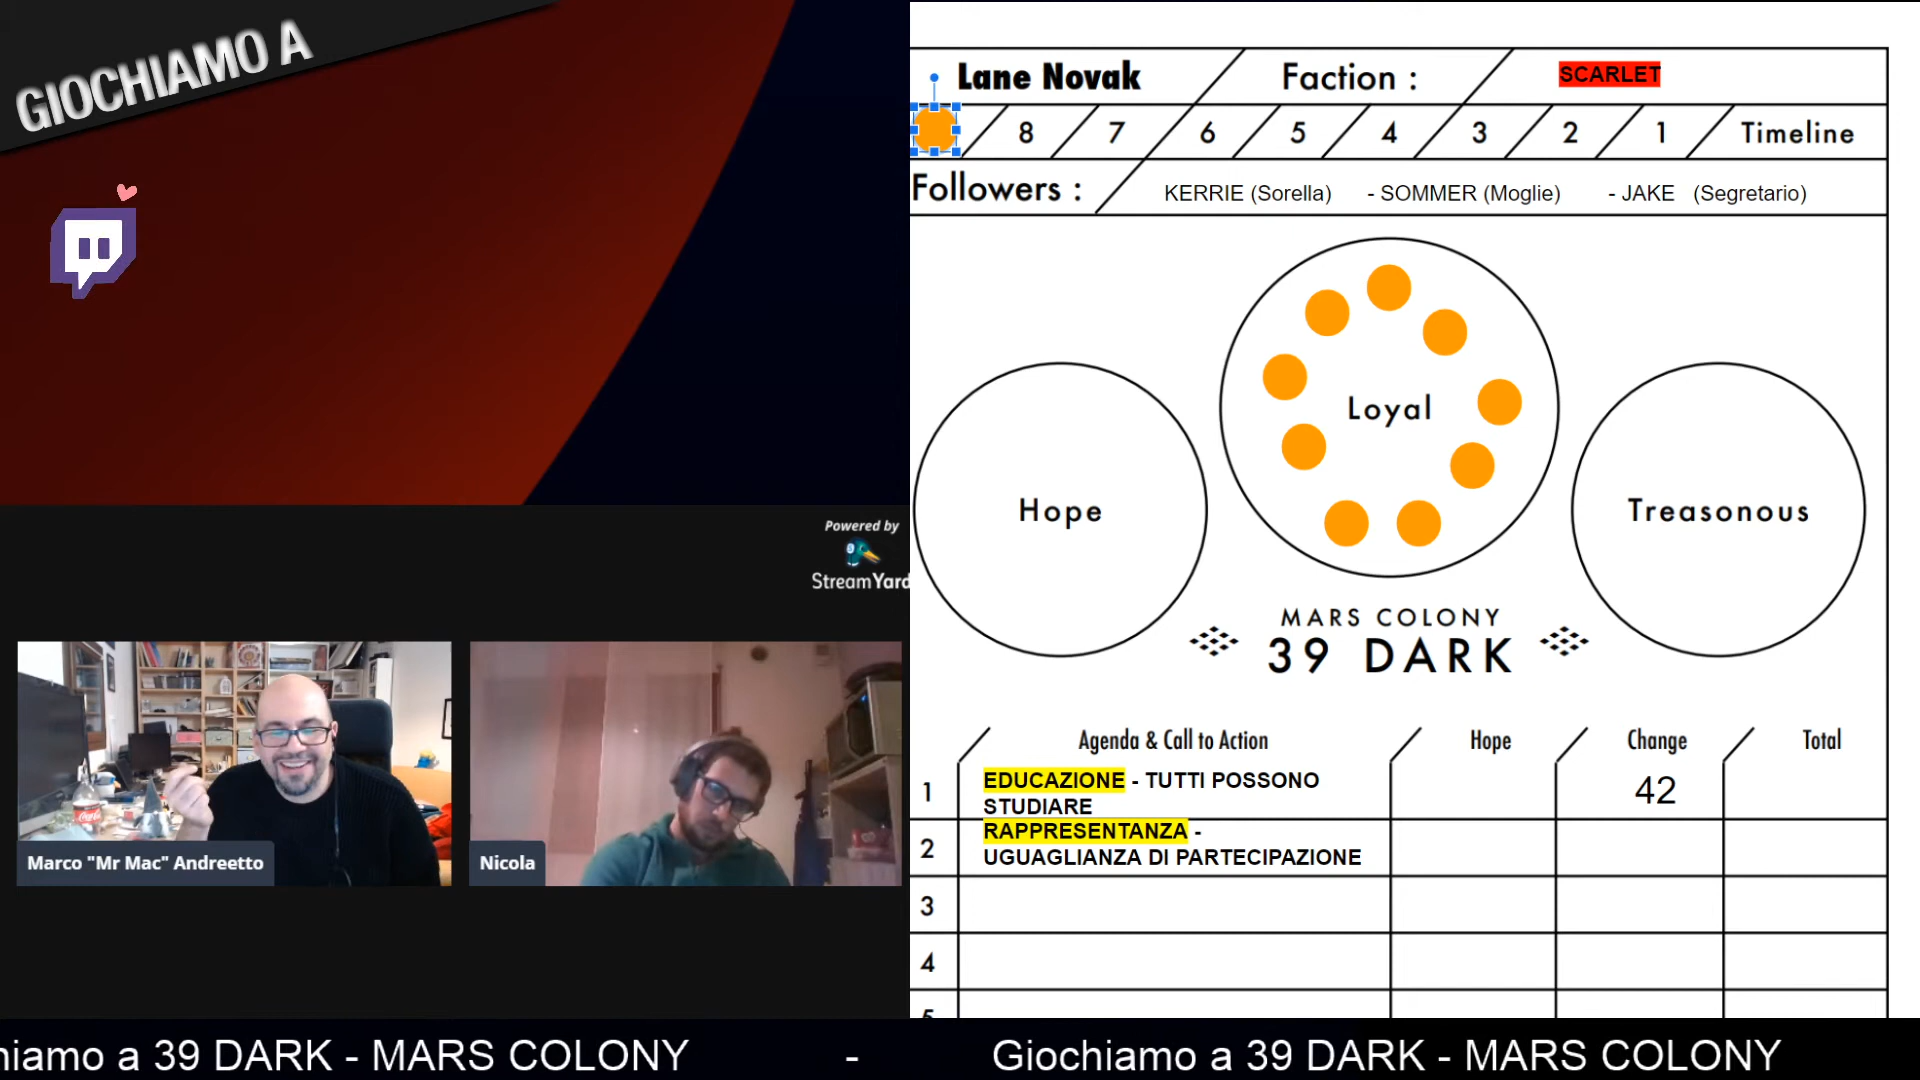 GIOCHIAMO A
Powered by
StreamYard
Marco "Mr Mac" Andreetto
Nicola
Lane Novak
Faction :
SCARLET
8 7 6 5 4 3 2 1 Timeline
Followers :
KERRIE (Sorella) - SOMMER (Moglie) - JAKE (Segretario)
Loyal
Hope
Treasonous
MARS COLONY
39 DARK
Agenda & Call to Action Hope Change Total
1 EDUCAZIONE - TUTTI POSSONO
STUDIARE
42
2 RAPPRESENTANZA -
UGUAGLIANZA DI PARTECIPAZIONE
3
4
5
hiamo a 39 DARK - MARS COLONY - Giochiamo a 39 DARK - MARS COLONY